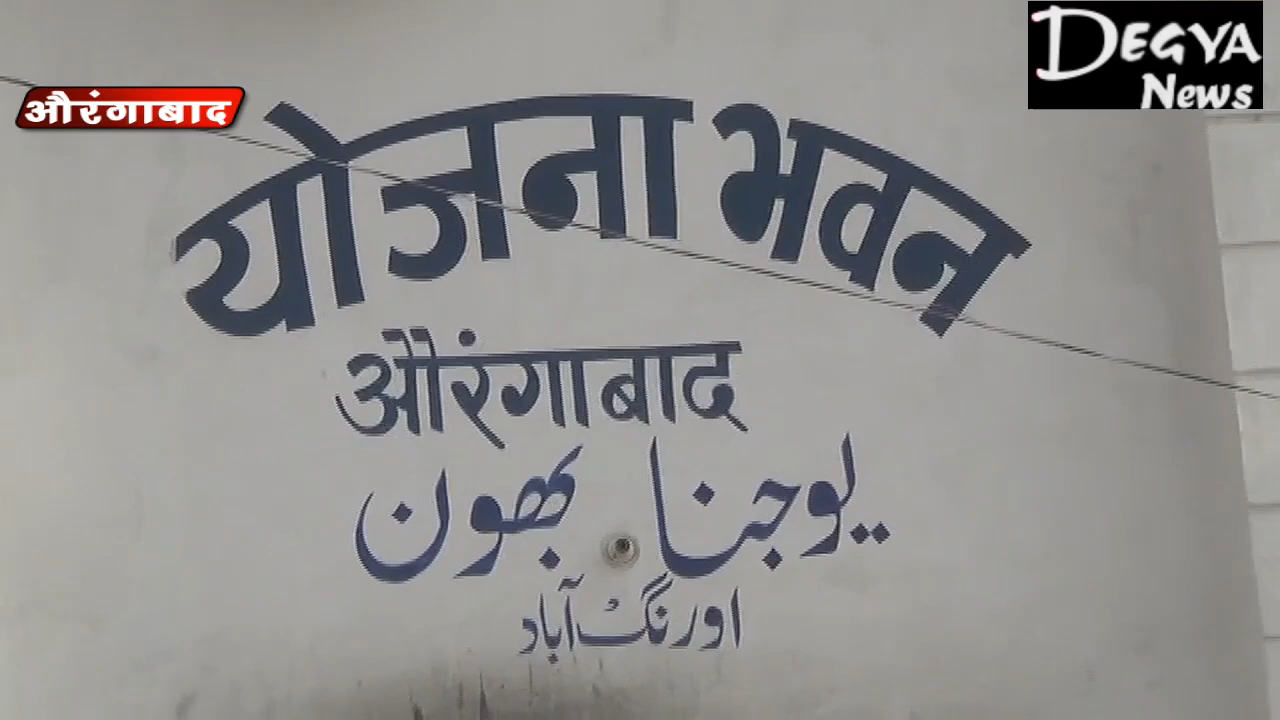 DEGYA
News
औरंगाबाद
योजना भवन
औरंगाबाद
یوجنا بھون
اورنگ آباد